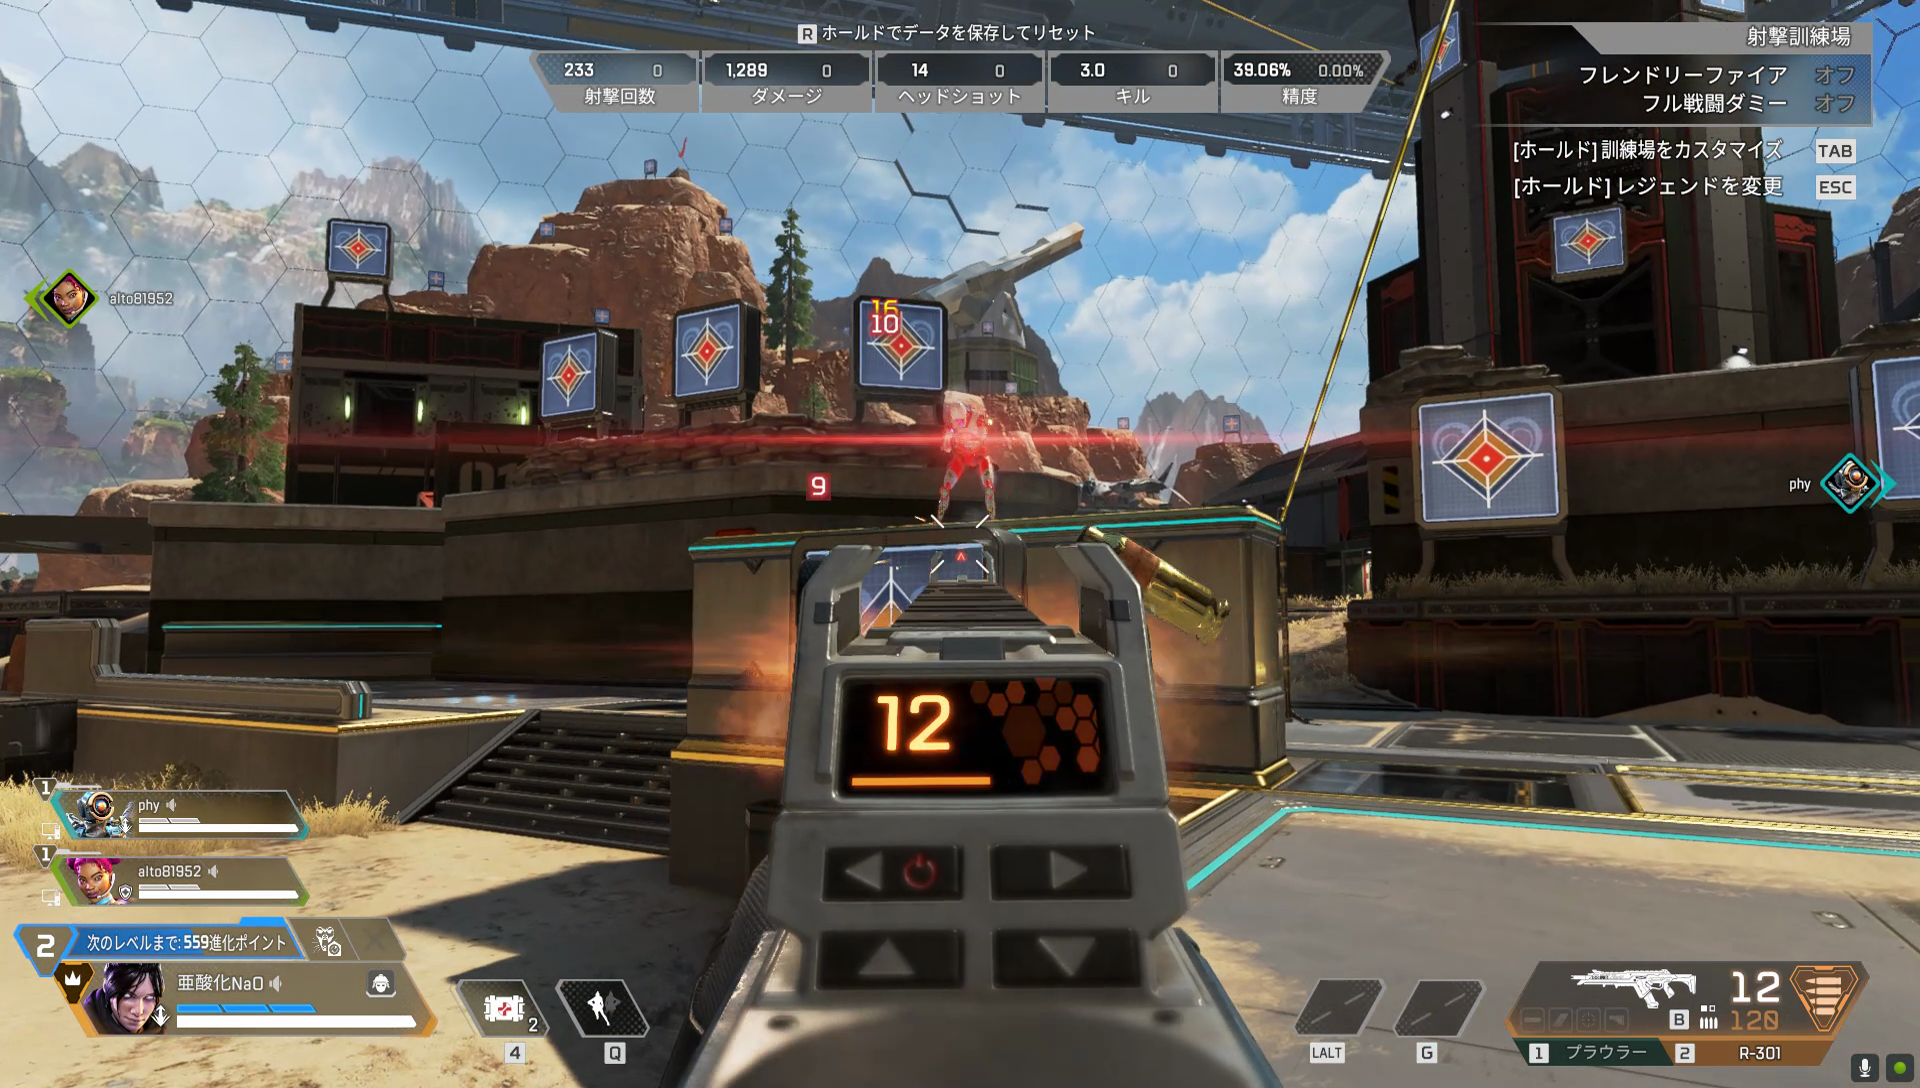 R ホールドでデータを保存してリセット
233 0 1,289 0 14 0 3.0 0 39.06% 0.00%
射撃回数 ダメージ ヘッドショット キル 精度
射撃訓練場
フレンドリーファイア オフ
フル戦闘ダミー オフ
[ホールド]訓練場をカスタマイズ TAB
[ホールド]レジェンドを変更 ESC
alto81952
16
10
9
phy
12
1 phy
1 alto81952
2 次のレベルまで:559進化ポイント
亜酸化NaO
2
4 Q
LALT G
12
B 120
1 プラウラー 2 R-301